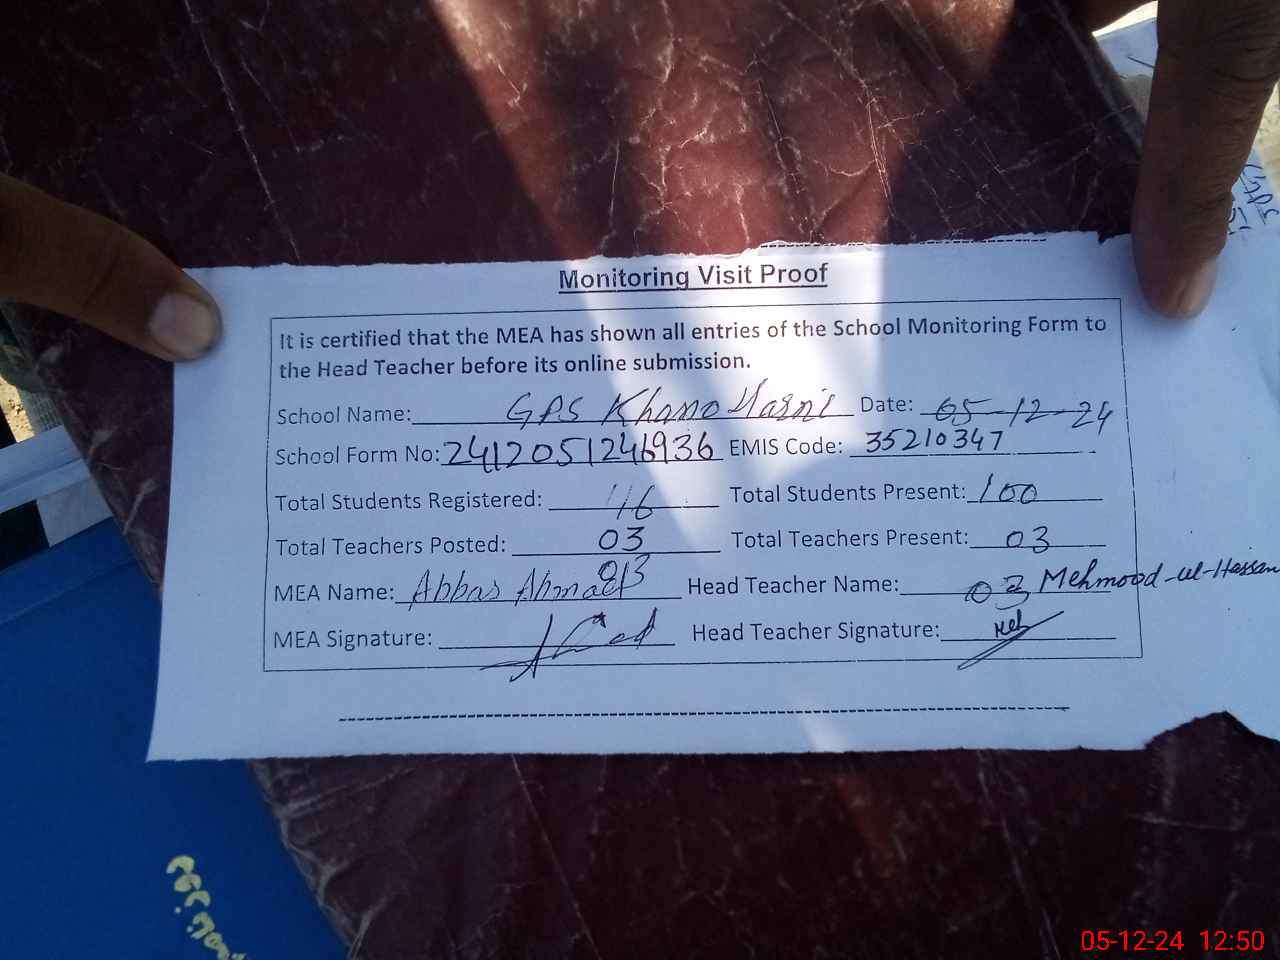 Monitoring Visit Proof
It is certified that the MEA has shown all entries of the School Monitoring Form to
the Head Teacher before its online submission.
School Name: GPS Khano Harni Date: 05-12-24
School Form No: 2412051246936 EMIS Code: 35210347
Total Students Registered: 116 Total Students Present: 100
Total Teachers Posted: 03 Total Teachers Present: 03
MEA Name: Abbas Ahmad 03 Head Teacher Name: 03 Mehmood-ul-Hassan
MEA Signature: Head Teacher Signature: Meh
05-12-24 12:50